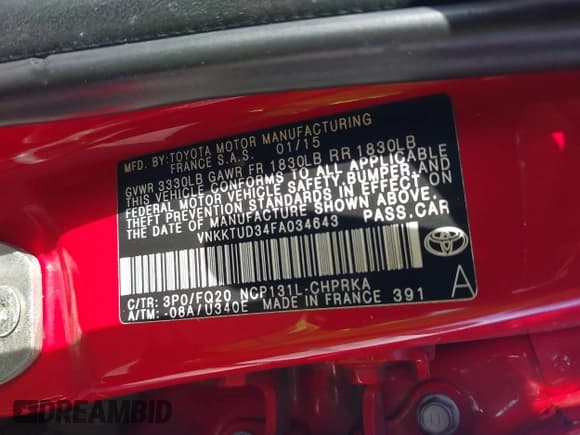 MFD. BY: TOYOTA MOTOR MANUFACTURING
FRANCE S.A.S. 01/15
GVWR 3330LB GAWR FR 1830LB RR 1830LB
THIS VEHICLE CONFORMS TO ALL APPLICABLE
FEDERAL MOTOR VEHICLE SAFETY, BUMPER, AND
THEFT PREVENTION STANDARDS IN EFFECT ON
THE DATE OF MANUFACTURE SHOWN ABOVE.
VNKKTUD34FA034643 PASS.CAR
C/TR: 3P0/FQ20 NCP131L-CHPRKA
A/TM: -08A/U340E MADE IN FRANCE 391
A
DREAMBID